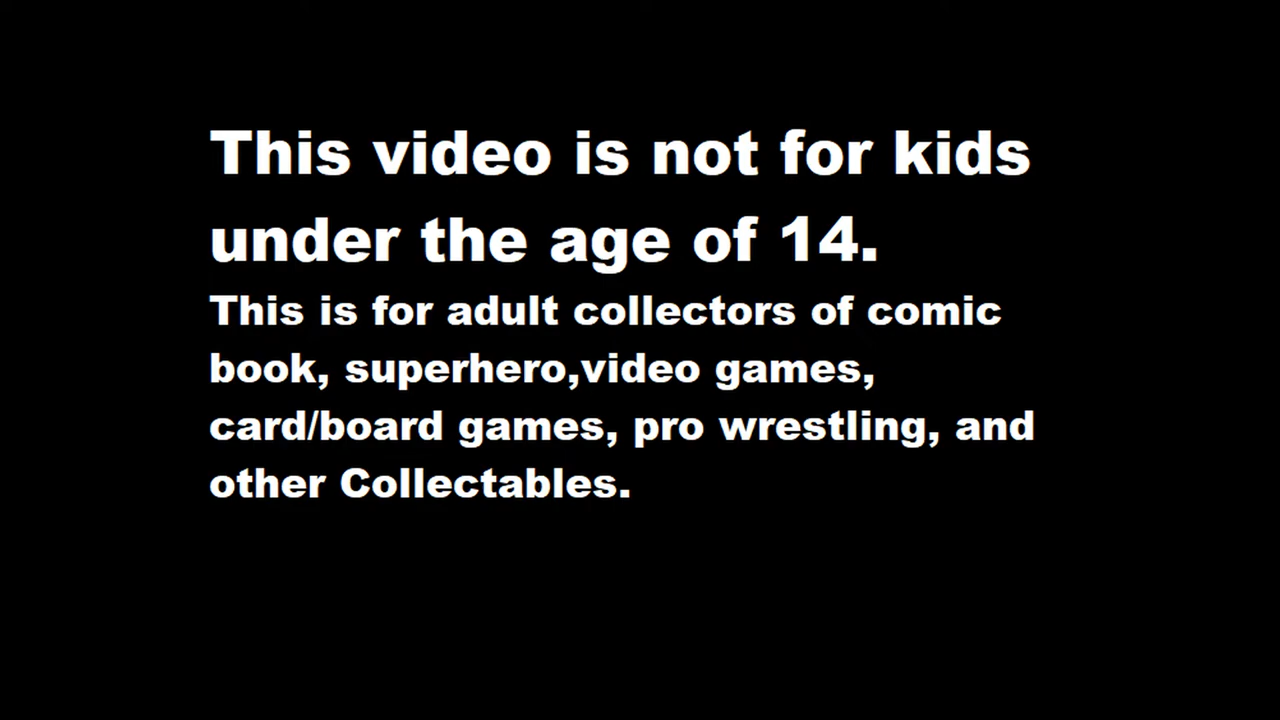 This video is not for kids
under the age of 14.
This is for adult collectors of comic
book, superhero,video games,
card/board games, pro wrestling, and
other Collectables.